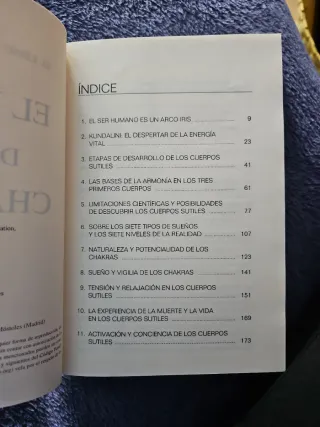 EL
D
CHA
ation,
Móstoles (Madrid)
ÍNDICE
1. EL SER HUMANO ES UN ARCO IRIS 9
2. KUNDALINI: EL DESPERTAR DE LA ENERGÍA
VITAL 23
3. ETAPAS DE DESARROLLO DE LOS CUERPOS
SUTILES 41
4. LAS BASES DE LA ARMONÍA EN LOS TRES
PRIMEROS CUERPOS 61
5. LIMITACIONES CIENTÍFICAS Y POSIBILIDADES
DE DESCUBRIR LOS CUERPOS SUTILES 77
6. SOBRE LOS SIETE TIPOS DE SUEÑOS
Y LOS SIETE NIVELES DE LA REALIDAD 107
7. NATURALEZA Y POTENCIALIDAD DE LOS
CHAKRAS 123
8. SUEÑO Y VIGILIA DE LOS CHAKRAS 141
9. TENSIÓN Y RELAJACIÓN EN LOS CUERPOS
SUTILES 151
10. LA EXPERIENCIA DE LA MUERTE Y LA VIDA
EN LOS CUERPOS SUTILES 169
11. ACTIVACIÓN Y CONCIENCIA DE LOS CUERPOS
SUTILES 173